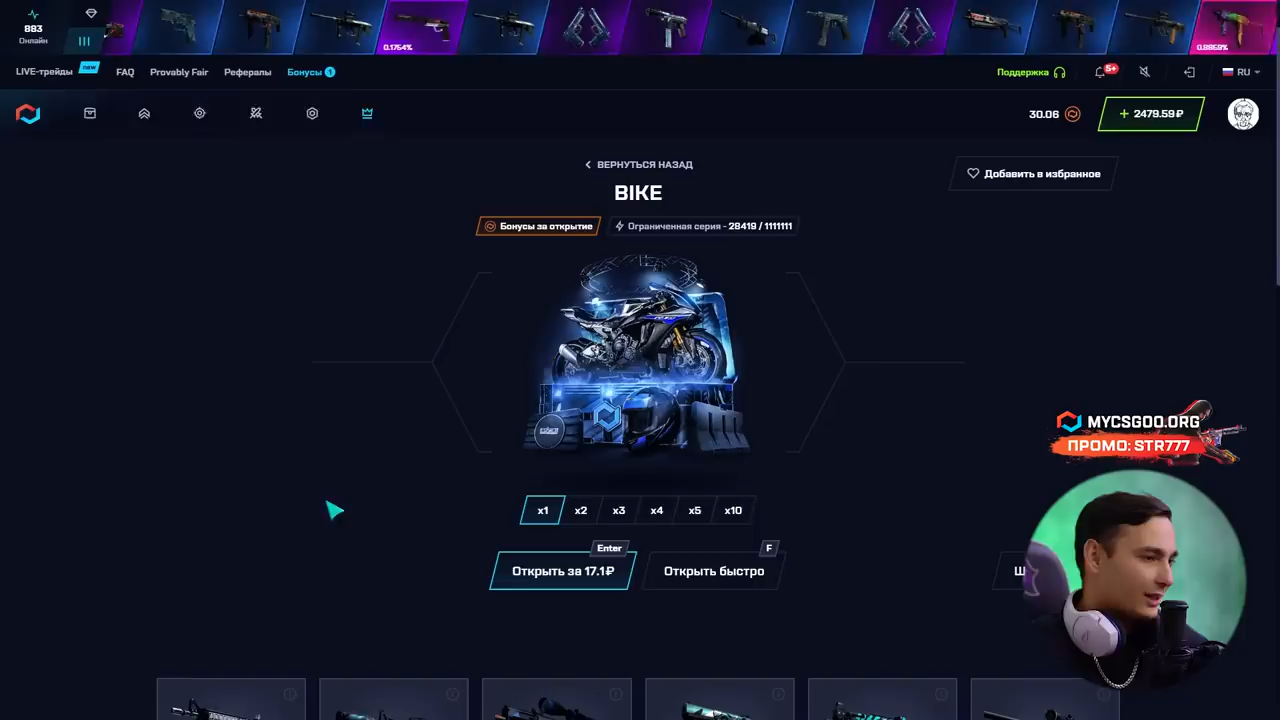 883
Онлайн
0.1754%
0.8869%
LIVE-трейды
new
FAQ
Provably Fair
Рефералы
Бонусы 1
Поддержка
5+
RU
30.06
+ 2479.59₽
ВЕРНУТЬСЯ НАЗАД
BIKE
Добавить в избранное
Бонусы за открытие
Ограниченная серия - 28419 / 1111111
MYCSGOO.ORG
ПРОМО: STR777
x1
x2
x3
x4
x5
x10
Enter
F
Открыть за 17.1₽
Открыть быстро
Ш